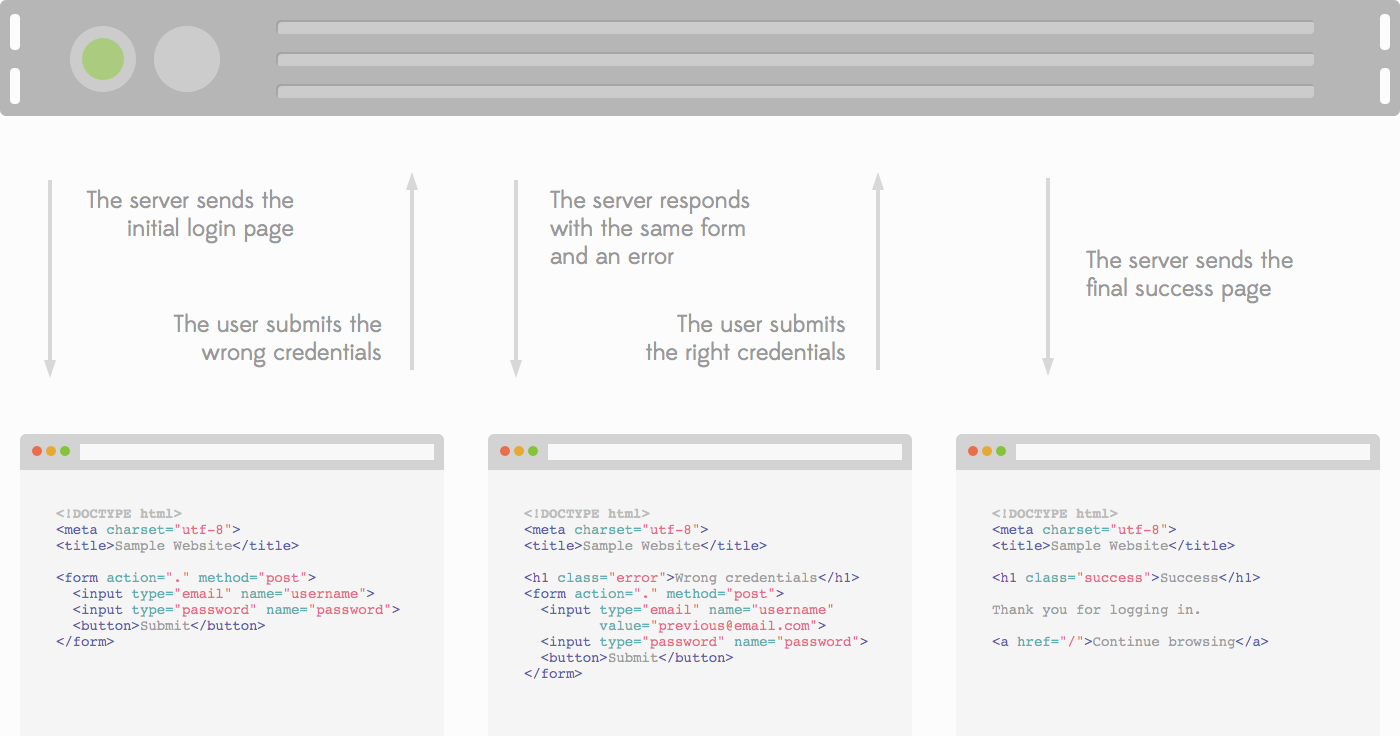 The server sends the
initial login page
The user submits the
wrong credentials
The server responds
with the same form
and an error
The user submits
the right credentials
The server sends the
final success page
<!DOCTYPE html>
<meta charset="utf-8">
<title>Sample Website</title>
<form action="." method="post">
  <input type="email" name="username">
  <input type="password" name="password">
  <button>Submit</button>
</form>
<!DOCTYPE html>
<meta charset="utf-8">
<title>Sample Website</title>
<h1 class="error">Wrong credentials</h1>
<form action="." method="post">
  <input type="email" name="username"
         value="previous@email.com">
  <input type="password" name="password">
  <button>Submit</button>
</form>
<!DOCTYPE html>
<meta charset="utf-8">
<title>Sample Website</title>
<h1 class="success">Success</h1>
Thank you for logging in.
<a href="/">Continue browsing</a>